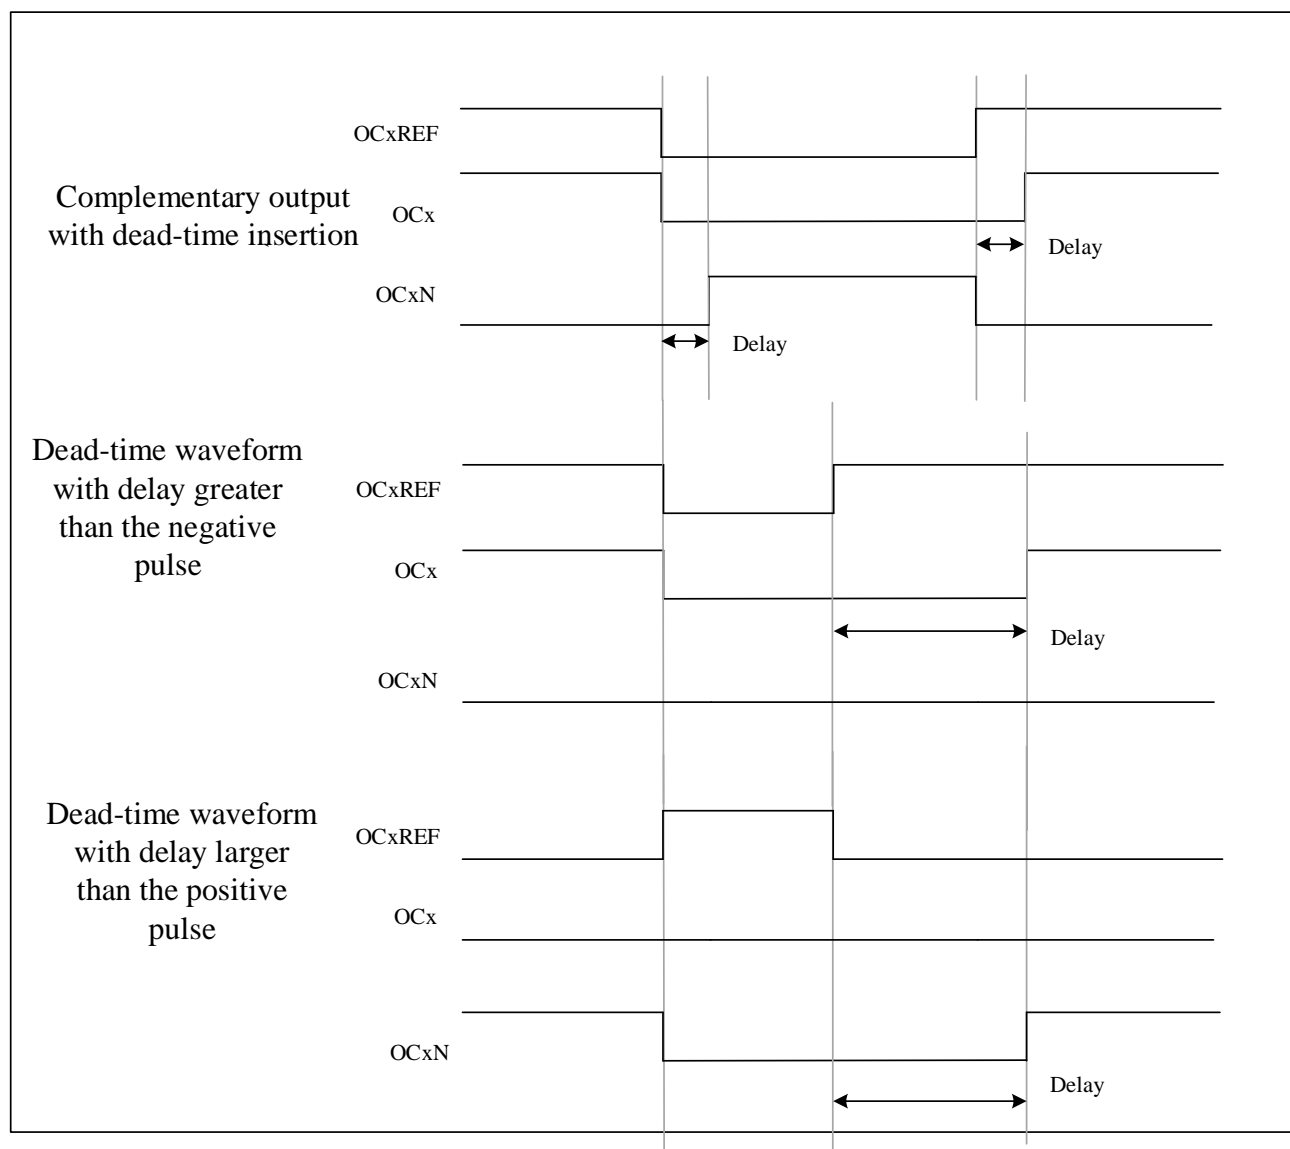 OCxREF
Complementary output
with dead-time insertion
OCx
Delay
OCxN
Delay
Dead-time waveform
with delay greater
than the negative
pulse
OCxREF
OCx
Delay
OCxN
Dead-time waveform
with delay larger
than the positive
pulse
OCxREF
OCx
OCxN
Delay